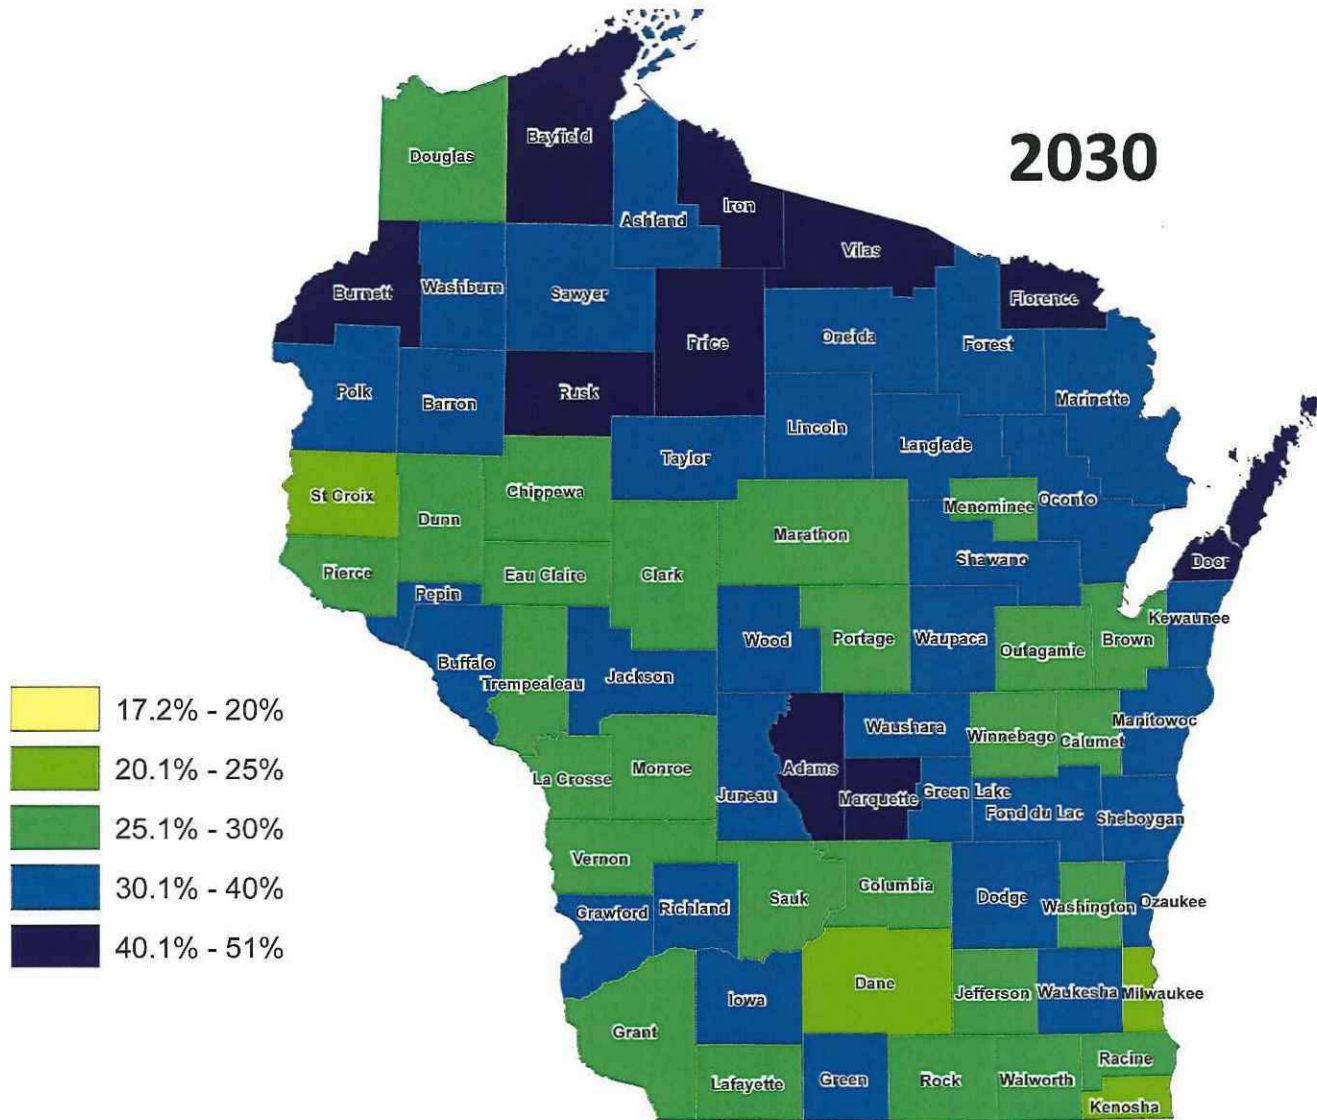 2030
Bayfield
Douglas
Iron
Ashland
Vilas
Burnett
Washburn
Sawyer
Florence
Price
Oneida
Forest
Polk
Barron
Rusk
Marinette
Lincoln
Langlade
Taylor
St Croix
Chippewa
Menominee
Oconto
Dunn
Marathon
Shawano
Door
Pierce
Eau Claire
Clark
Pepin
Kewaunee
Wood
Portage
Waupaca
Outagamie
Brown
Buffalo
Trempealeau
Jackson
17.2% - 20%
20.1% - 25%
25.1% - 30%
30.1% - 40%
40.1% - 51%
Waushara
Winnebago
Calumet
Manitowoc
La Crosse
Monroe
Juneau
Adams
Marquette
Green Lake
Fond du Lac
Sheboygan
Vernon
Sauk
Columbia
Dodge
Washington
Ozaukee
Crawford
Richland
Iowa
Dane
Jefferson
Waukesha
Milwaukee
Grant
Lafayette
Green
Rock
Walworth
Racine
Kenosha